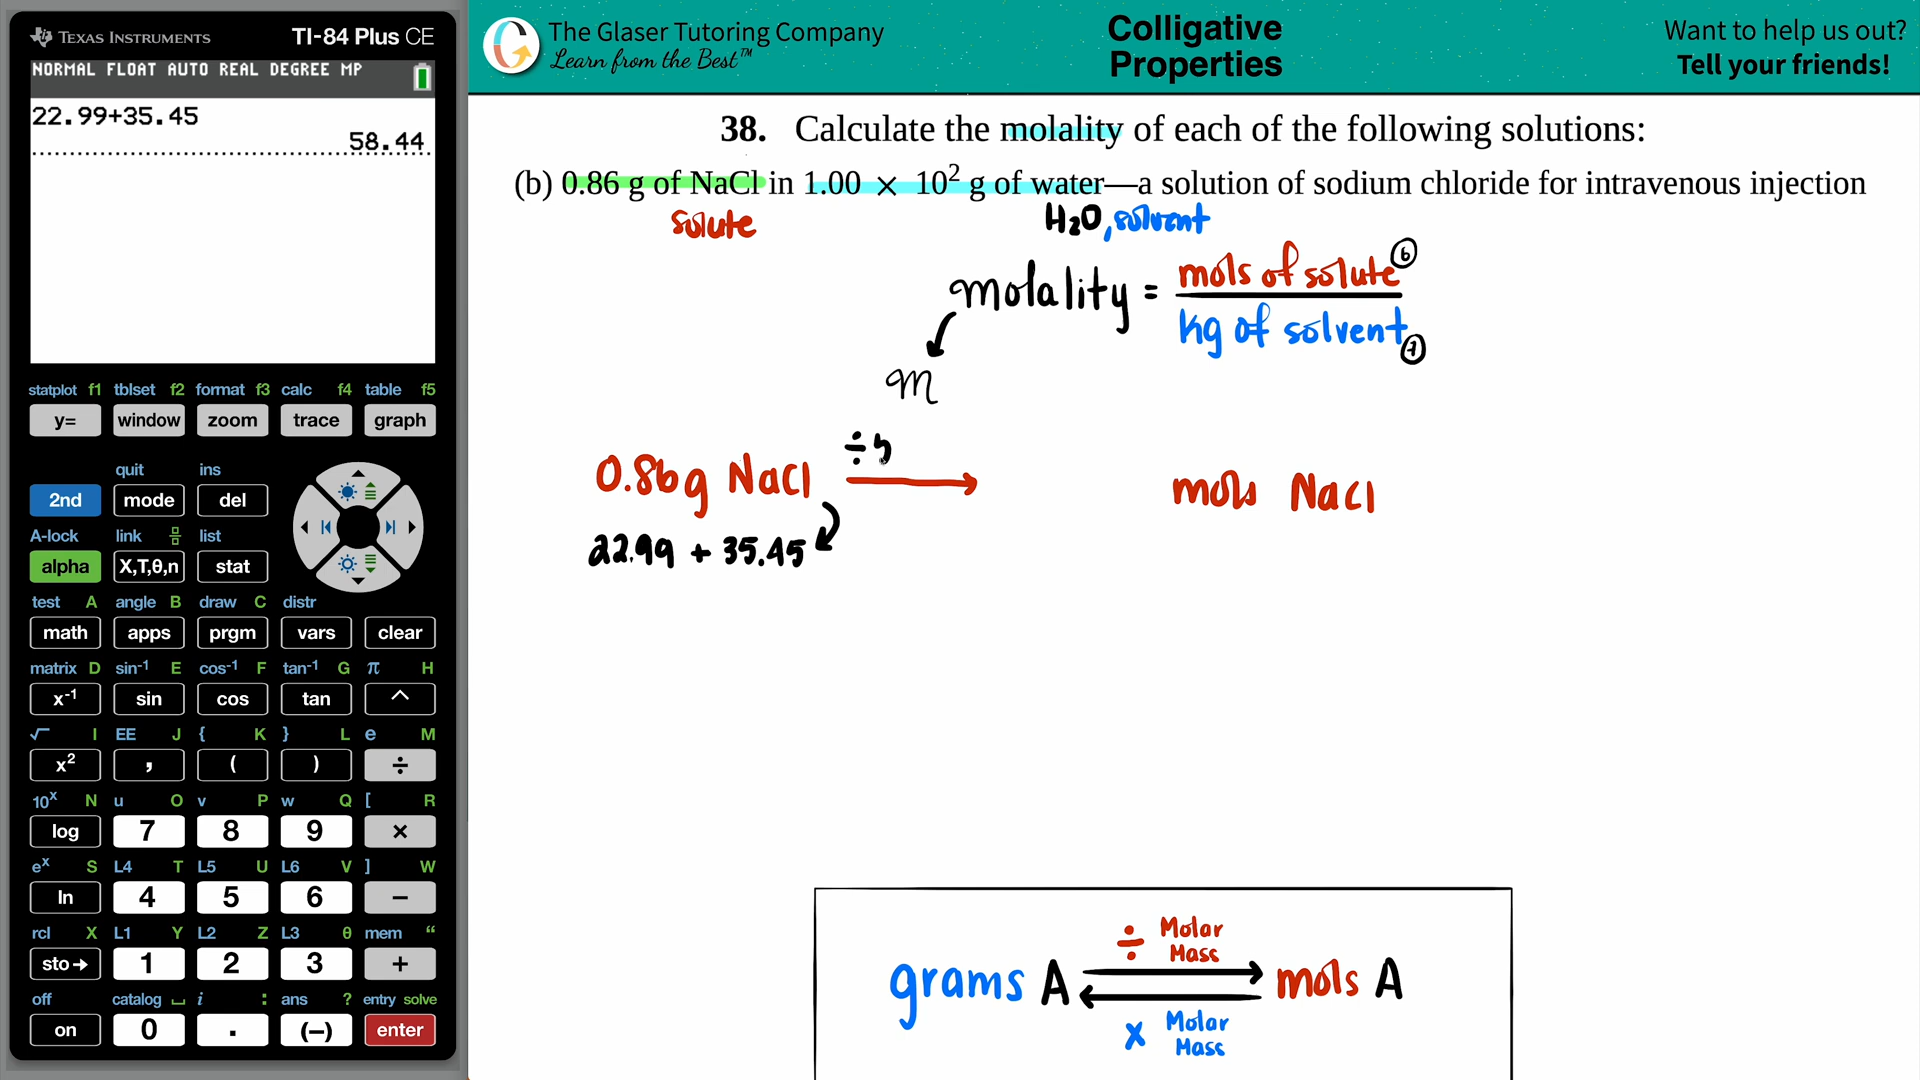 TEXAS INSTRUMENTS TI-84 Plus CE
NORMAL FLOAT AUTO REAL DEGREE MP
22.99+35.45
58.44
statplot f1 tblset f2 format f3 calc f4 table f5
y= window zoom trace graph
quit ins
2nd mode del
A-lock link list
alpha X,T,θ,n stat
test A angle B draw C distr
math apps prgm vars clear
matrix D sin⁻¹ E cos⁻¹ F tan⁻¹ G π H
x⁻¹ sin cos tan ^
√ I EE J { K } L e M
x² , ( ) ÷
10ˣ N u O v P w Q [ R
log 7 8 9 ×
eˣ S L4 T L5 U L6 V ] W
ln 4 5 6 −
rcl X L1 Y L2 Z L3 θ mem “
sto→ 1 2 3 +
off catalog ⎵ i : ans ? entry solve
on 0 . (−) enter
The Glaser Tutoring Company
Learn from the Best™
Colligative
Properties
Want to help us out?
Tell your friends!
38. Calculate the molality of each of the following solutions:
(b) 0.86 g of NaCl in 1.00 × 10² g of water—a solution of sodium chloride for intravenous injection
solute H₂O, solvent
molality = mols of solute ⑥
kg of solvent ⑦
m
÷ 5
0.86g NaCl → mols NaCl
22.99 + 35.45
÷ Molar
Mass
grams A mols A
x Molar
Mass